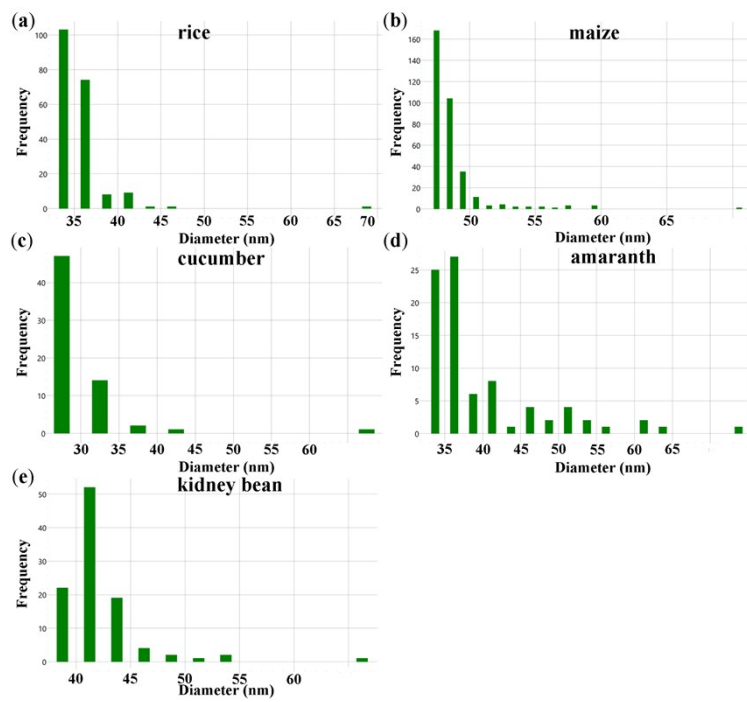 (a) rice
100
80
60
40
20
0
Frequency
35 40 45 50 55 60 65 70
Diameter (nm)
(b) maize
160
140
120
100
80
60
40
20
0
Frequency
50 55 60 65
Diameter (nm)
(c) cucumber
40
30
20
10
0
Frequency
30 35 40 45 50 55 60
Diameter (nm)
(d) amaranth
25
20
15
10
5
0
Frequency
35 40 45 50 55 60 65
Diameter (nm)
(e) kidney bean
50
40
30
20
10
0
Frequency
40 45 50 55 60
Diameter (nm)